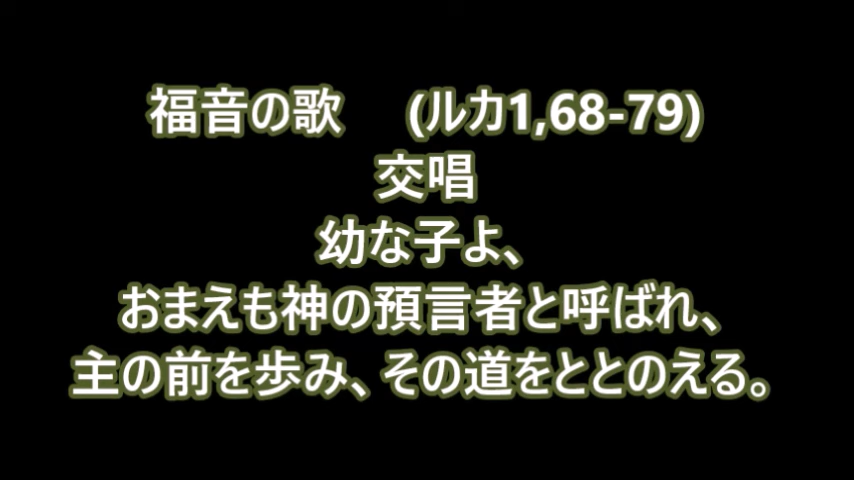 福音の歌　(ルカ1,68-79)
交唱
幼な子よ、
おまえも神の預言者と呼ばれ、
主の前を歩み、その道をととのえる。